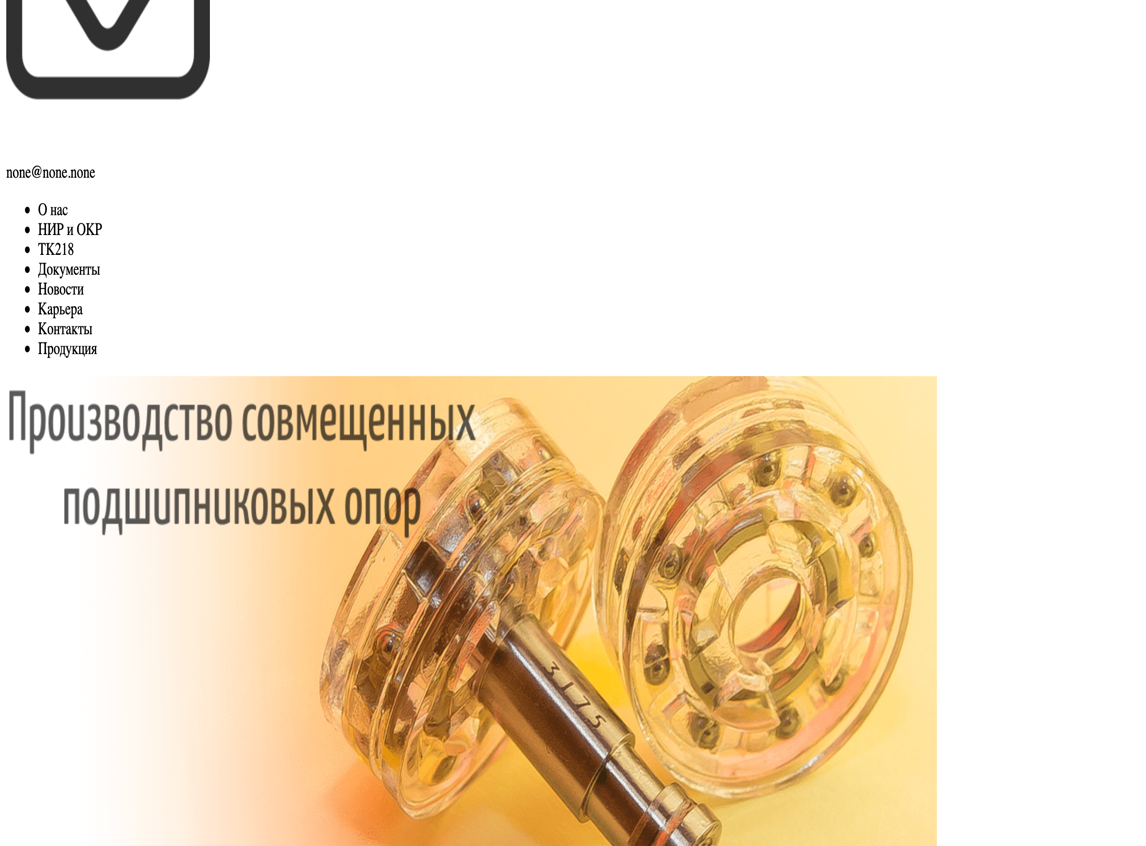 none@none.none
О нас
НИР и ОКР
ТК218
Документы
Новости
Карьера
Контакты
Продукция
Производство совмещенных
подшипниковых опор
3175